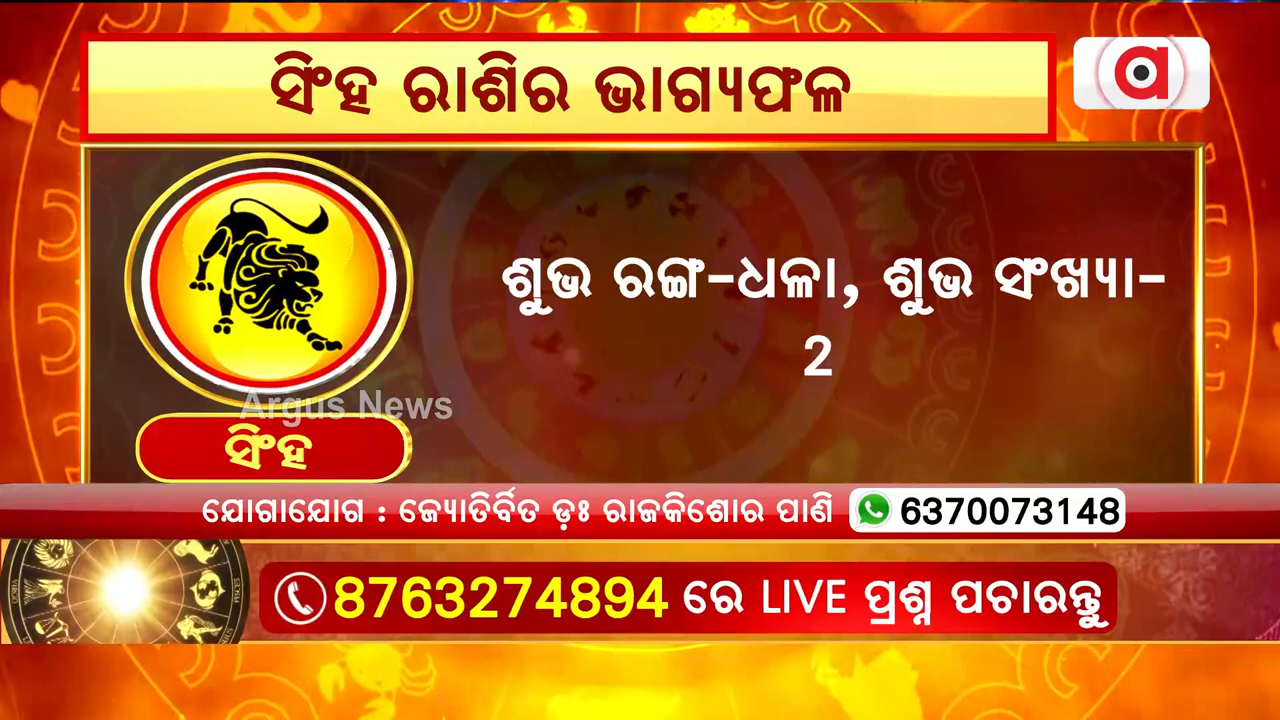 ସିଂହ ରାଶିର ଭାଗ୍ୟଫଳ
a
ଶୁଭ ରଙ୍ଗ-ଧଳା, ଶୁଭ ସଂଖ୍ୟା-
2
Argus News
ସିଂହ
ଯୋଗାଯୋଗ : ଜ୍ୟୋତିର୍ବିତ ଡ଼ଃ ରାଜକିଶୋର ପାଣି 6370073148
8763274894 ରେ LIVE ପ୍ରଶ୍ନ ପଚାରନ୍ତୁ